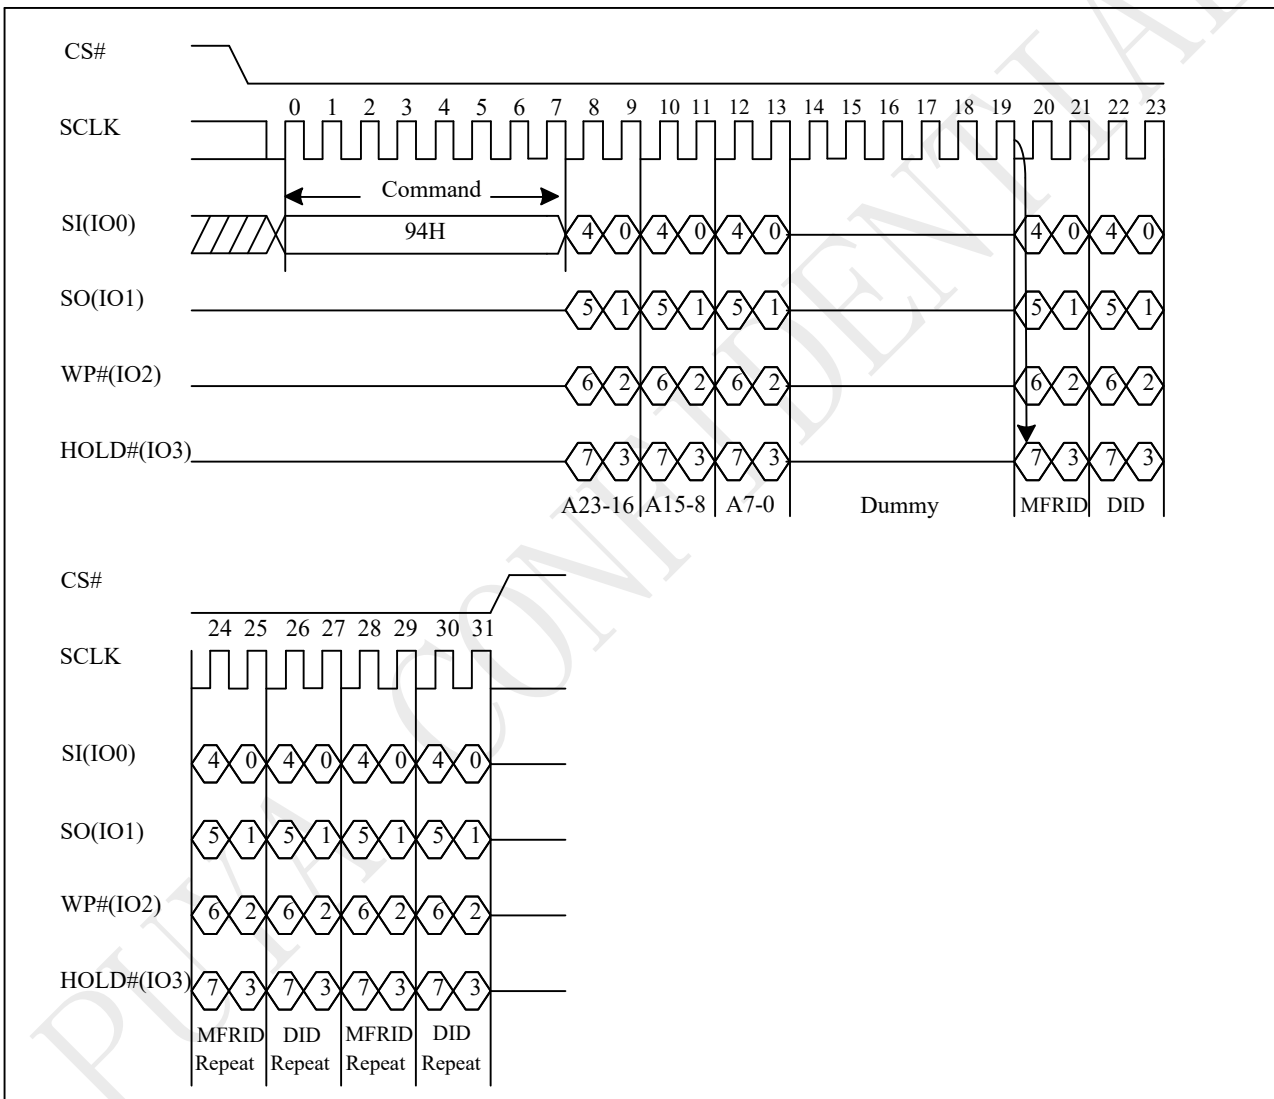 CS#
0 1 2 3 4 5 6 7 8 9 10 11 12 13 14 15 16 17 18 19 20 21 22 23
SCLK
Command
SI(IO0) 94H 4 0 4 0 4 0 4 0 4 0
SO(IO1) 5 1 5 1 5 1 5 1 5 1
WP#(IO2) 6 2 6 2 6 2 6 2 6 2
HOLD#(IO3) 7 3 7 3 7 3 7 3 7 3
A23-16 A15-8 A7-0 Dummy MFRID DID
CS#
24 25 26 27 28 29 30 31
SCLK
SI(IO0) 4 0 4 0 4 0 4 0
SO(IO1) 5 1 5 1 5 1 5 1
WP#(IO2) 6 2 6 2 6 2 6 2
HOLD#(IO3) 7 3 7 3 7 3 7 3
MFRID DID MFRID DID
Repeat Repeat Repeat Repeat
PUYA CONFIDENTIAL